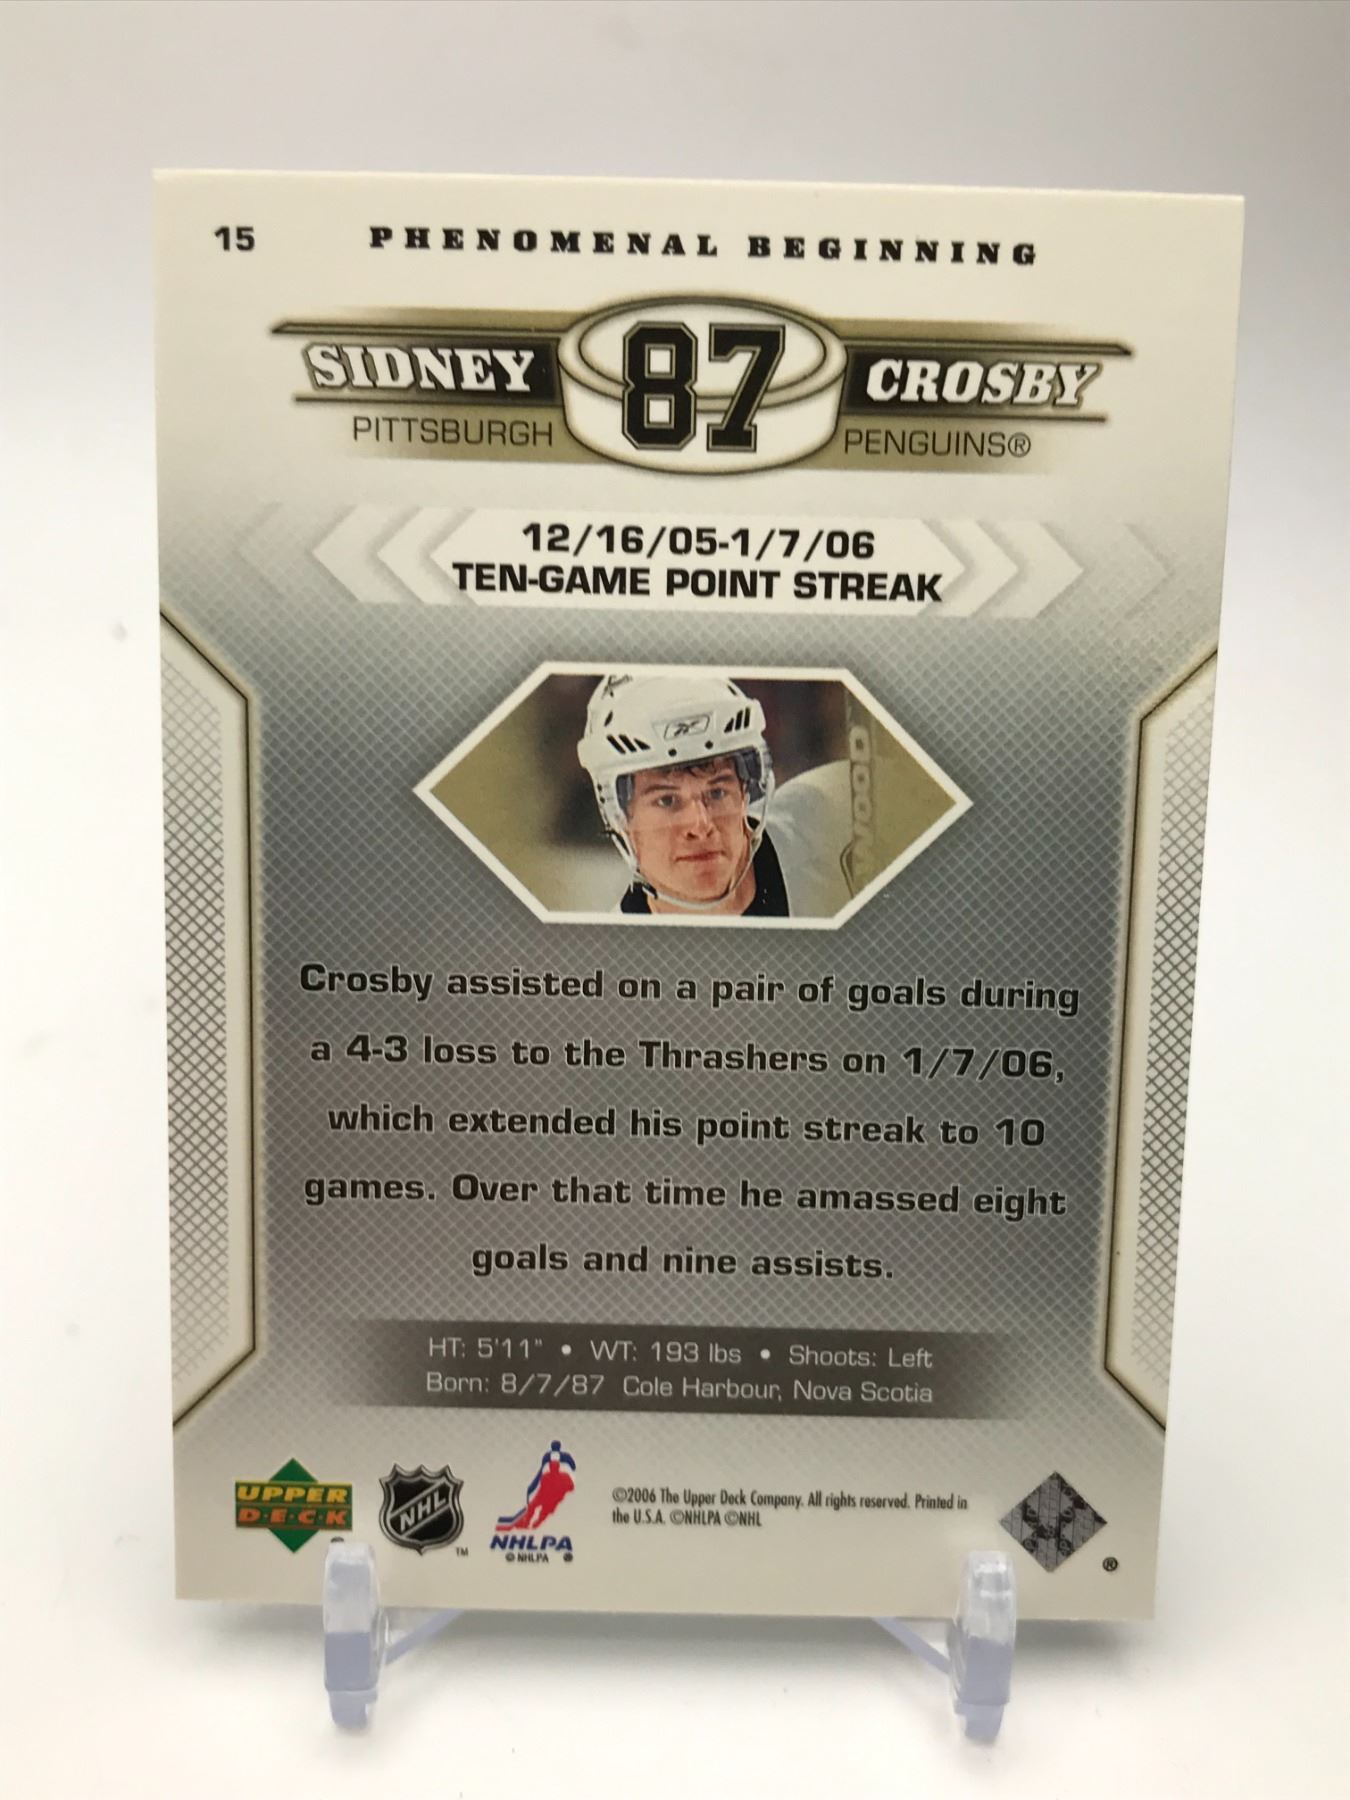 15 PHENOMENAL BEGINNING
SIDNEY 87 CROSBY
PITTSBURGH PENGUINS®
12/16/05-1/7/06
TEN-GAME POINT STREAK
WOOD
Crosby assisted on a pair of goals during
a 4-3 loss to the Thrashers on 1/7/06,
which extended his point streak to 10
games. Over that time he amassed eight
goals and nine assists.
HT: 5'11" • WT: 193 lbs • Shoots: Left
Born: 8/7/87 Cole Harbour, Nova Scotia
UPPER
D·E·C·K
NHL
TM
NHLPA
© NHLPA
©2006 The Upper Deck Company. All rights reserved. Printed in
the U.S.A. ©NHLPA ©NHL
®